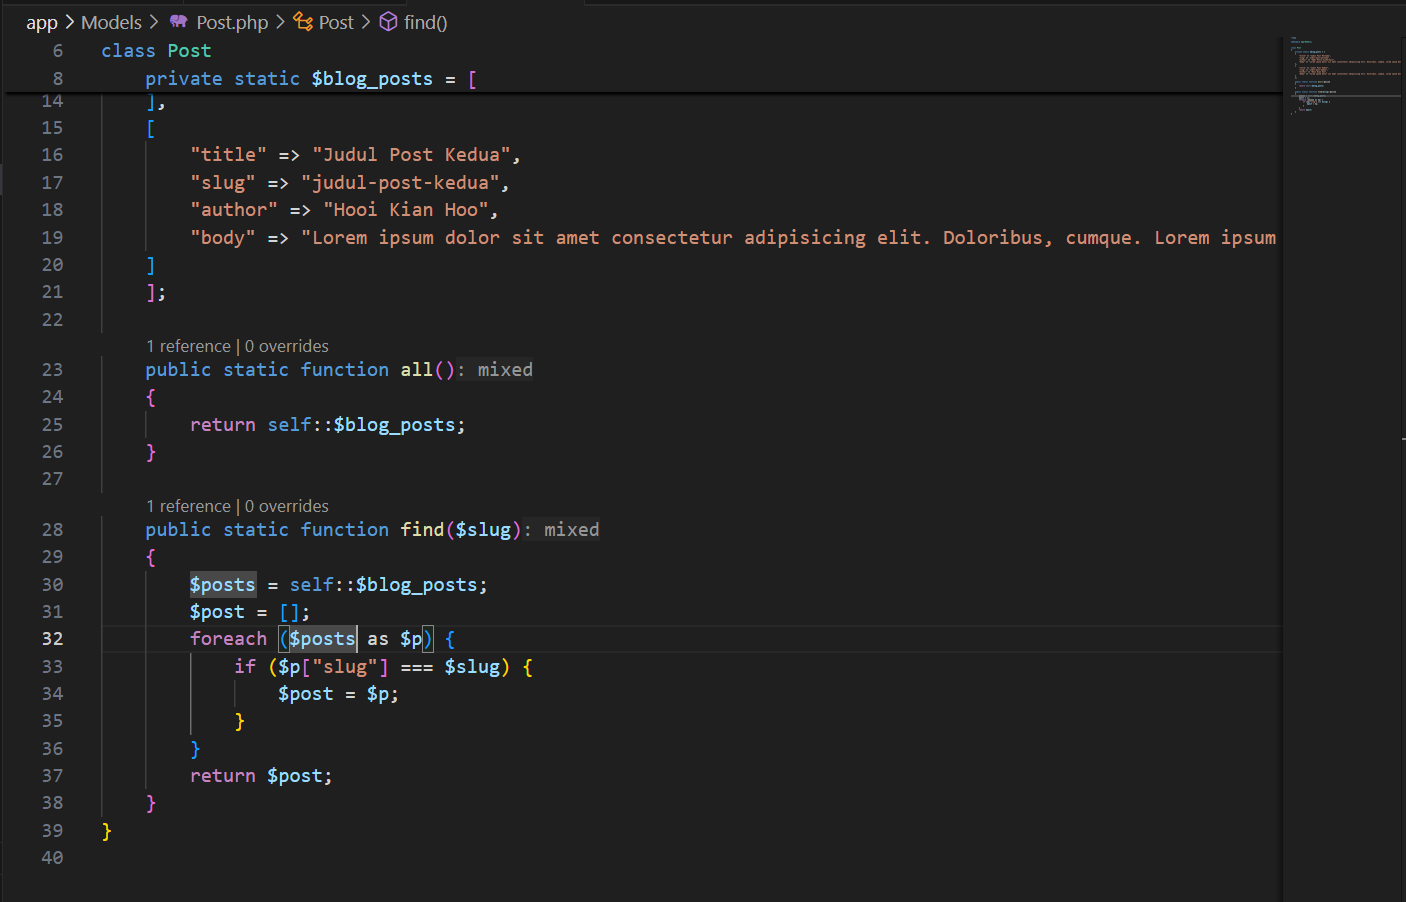 app > Models > Post.php > Post > find()
6 class Post
8 private static $blog_posts = [
14 ],
15 [
16 "title" => "Judul Post Kedua",
17 "slug" => "judul-post-kedua",
18 "author" => "Hooi Kian Hoo",
19 "body" => "Lorem ipsum dolor sit amet consectetur adipisicing elit. Doloribus, cumque. Lorem ipsum
20 ]
21 ];
22
1 reference | 0 overrides
23 public static function all(): mixed
24 {
25 return self::$blog_posts;
26 }
27
1 reference | 0 overrides
28 public static function find($slug): mixed
29 {
30 $posts = self::$blog_posts;
31 $post = [];
32 foreach ($posts as $p) {
33 if ($p["slug"] === $slug) {
34 $post = $p;
35 }
36 }
37 return $post;
38 }
39 }
40